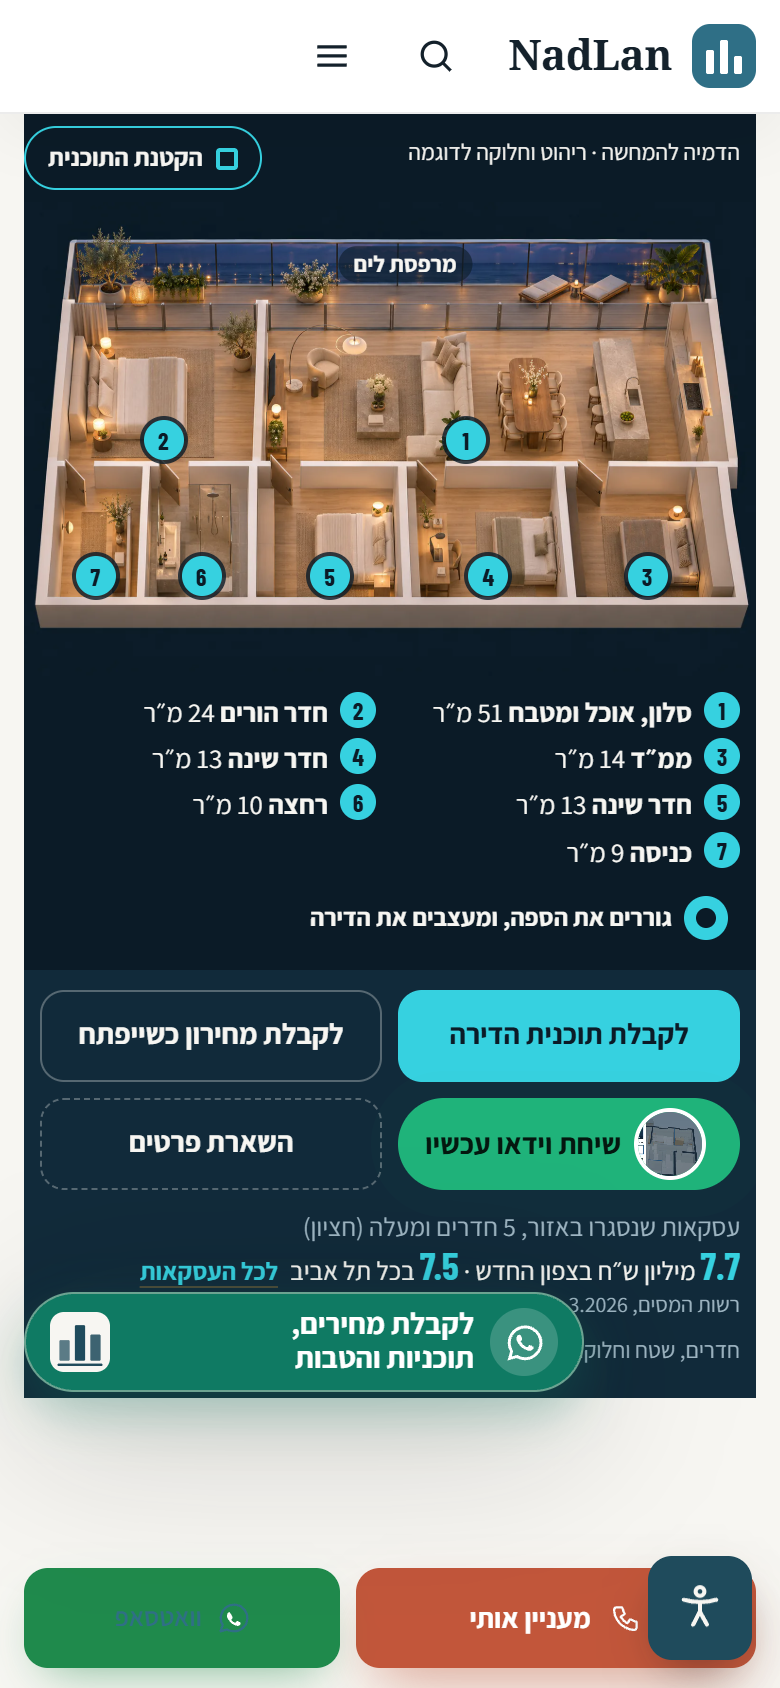 NadLan
הדמיה להמחשה · ריהוט וחלוקה לדוגמה
הקטנת התוכנית
מרפסת לים
2
1
7
6
5
4
3
1 סלון, אוכל ומטבח 51 מ״ר
2 חדר הורים 24 מ״ר
3 ממ״ד 14 מ״ר
4 חדר שינה 13 מ״ר
5 חדר שינה 13 מ״ר
6 רחצה 10 מ״ר
7 כניסה 9 מ״ר
גוררים את הספה, ומעצבים את הדירה
לקבלת תוכנית הדירה
לקבלת מחירון כשייפתח
שיחת וידאו עכשיו
השארת פרטים
עסקאות שנסגרו באזור, 5 חדרים ומעלה (חציון)
7.7 מיליון ש״ח בצפון החדש · 7.5 בכל תל אביב לכל העסקאות
רשות המסים, 3.2026
חדרים, שטח
לקבלת מחירים,
תוכניות והטבות
מעניין אותי
וואטסאפ